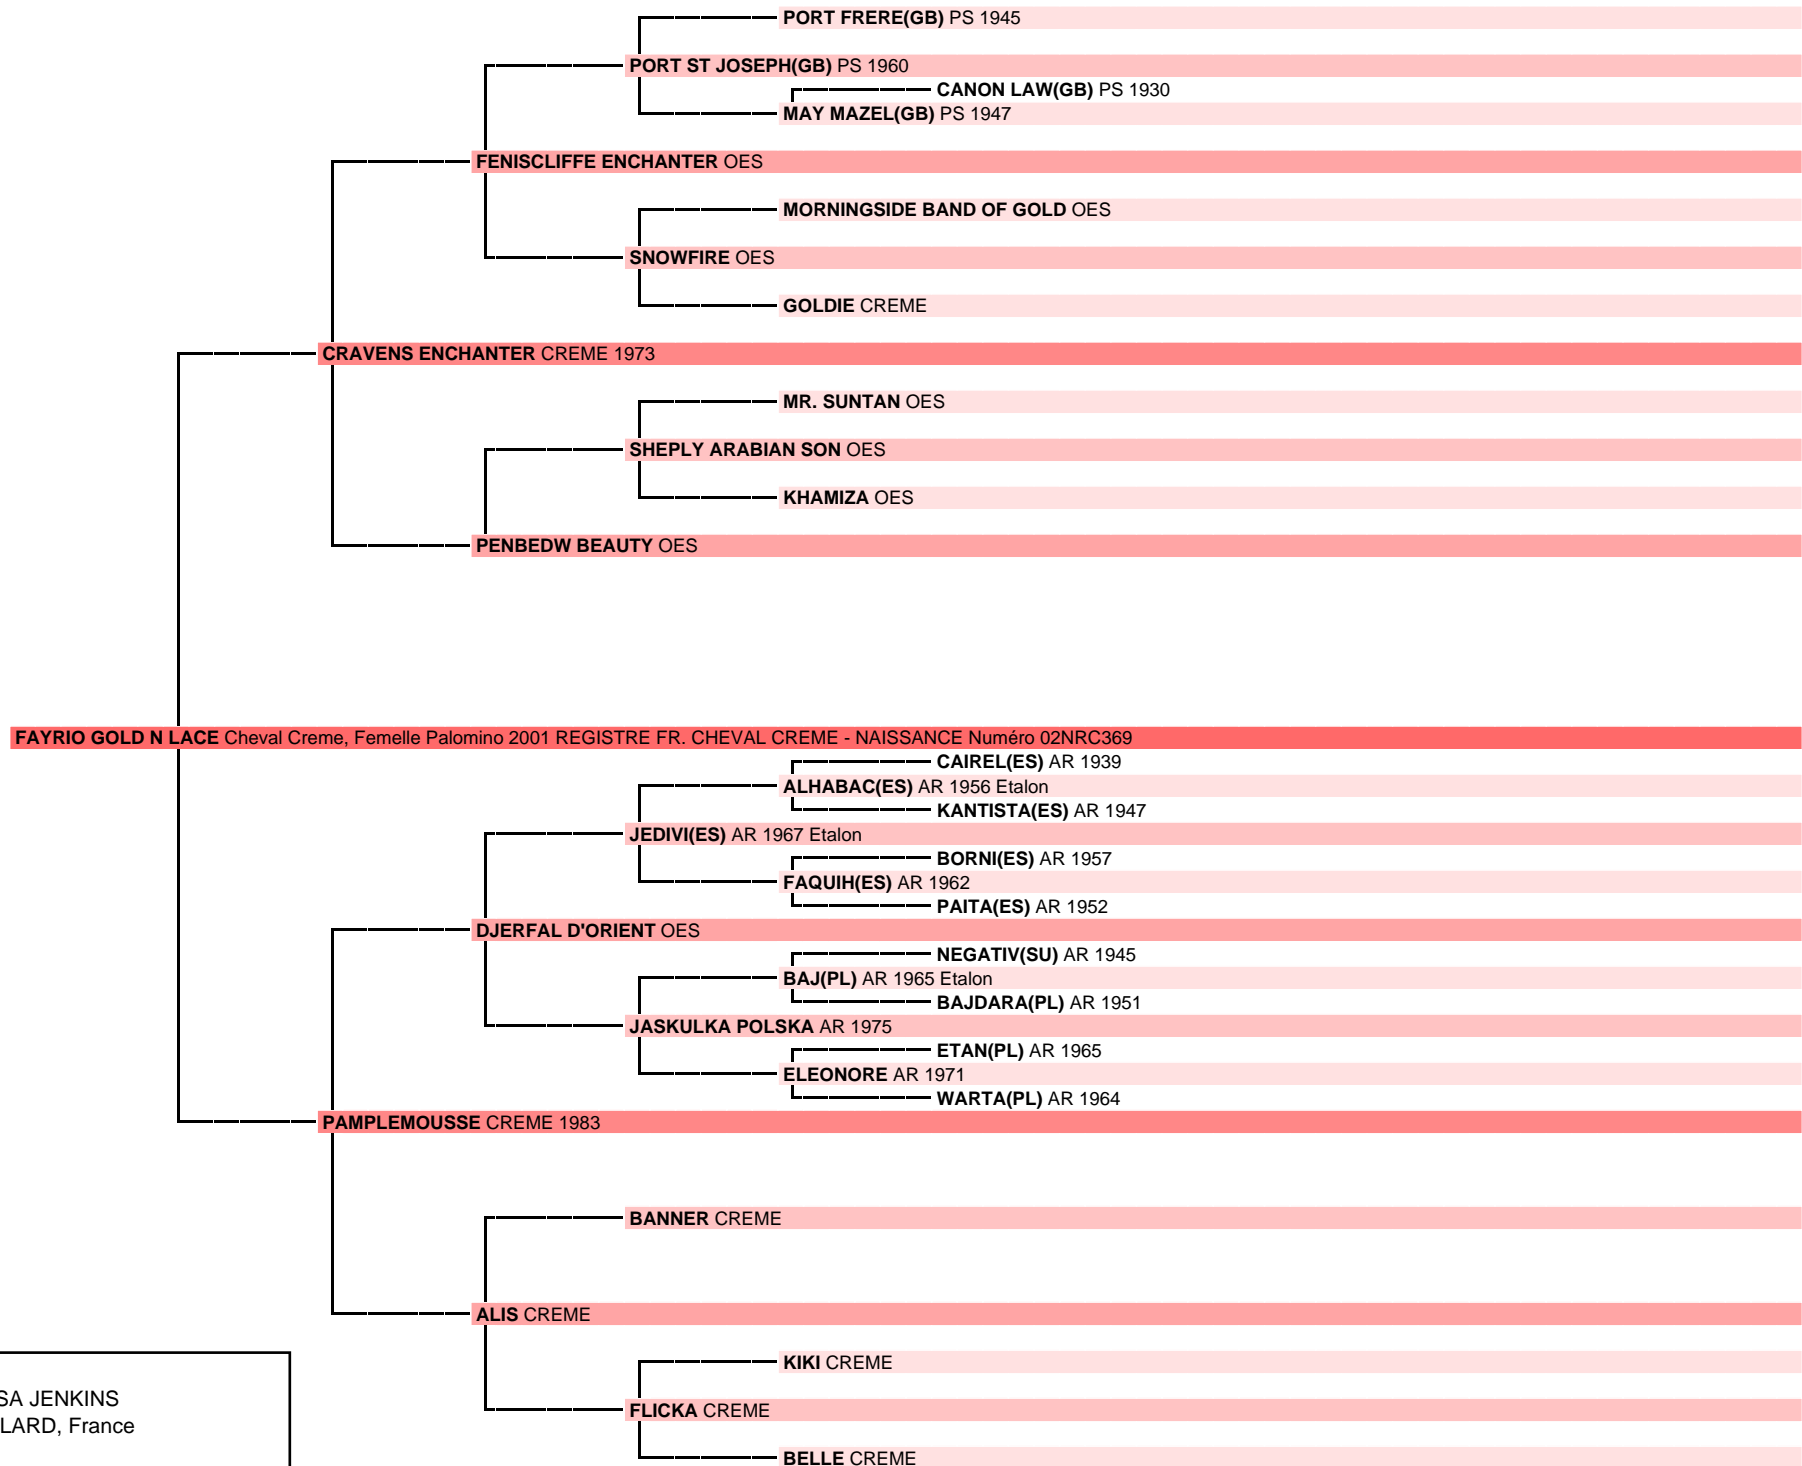 PORT FRERE(GB) PS 1945
PORT ST JOSEPH(GB) PS 1960
CANON LAW(GB) PS 1930
MAY MAZEL(GB) PS 1947
FENISCLIFFE ENCHANTER OES
MORNINGSIDE BAND OF GOLD OES
SNOWFIRE OES
GOLDIE CREME
CRAVENS ENCHANTER CREME 1973
MR. SUNTAN OES
SHEPLY ARABIAN SON OES
KHAMIZA OES
PENBEDW BEAUTY OES
FAYRIO GOLD N LACE Cheval Creme, Femelle Palomino 2001 REGISTRE FR. CHEVAL CREME - NAISSANCE Numéro 02NRC369
CAIREL(ES) AR 1939
ALHABAC(ES) AR 1956 Etalon
KANTISTA(ES) AR 1947
JEDIVI(ES) AR 1967 Etalon
BORNI(ES) AR 1957
FAQUIH(ES) AR 1962
PAITA(ES) AR 1952
DJERFAL D'ORIENT OES
NEGATIV(SU) AR 1945
BAJ(PL) AR 1965 Etalon
BAJDARA(PL) AR 1951
JASKULKA POLSKA AR 1975
ETAN(PL) AR 1965
ELEONORE AR 1971
WARTA(PL) AR 1964
PAMPLEMOUSSE CREME 1983
BANNER CREME
ALIS CREME
KIKI CREME
SA JENKINS
FLICKA CREME
LARD, France
BELLE CREME